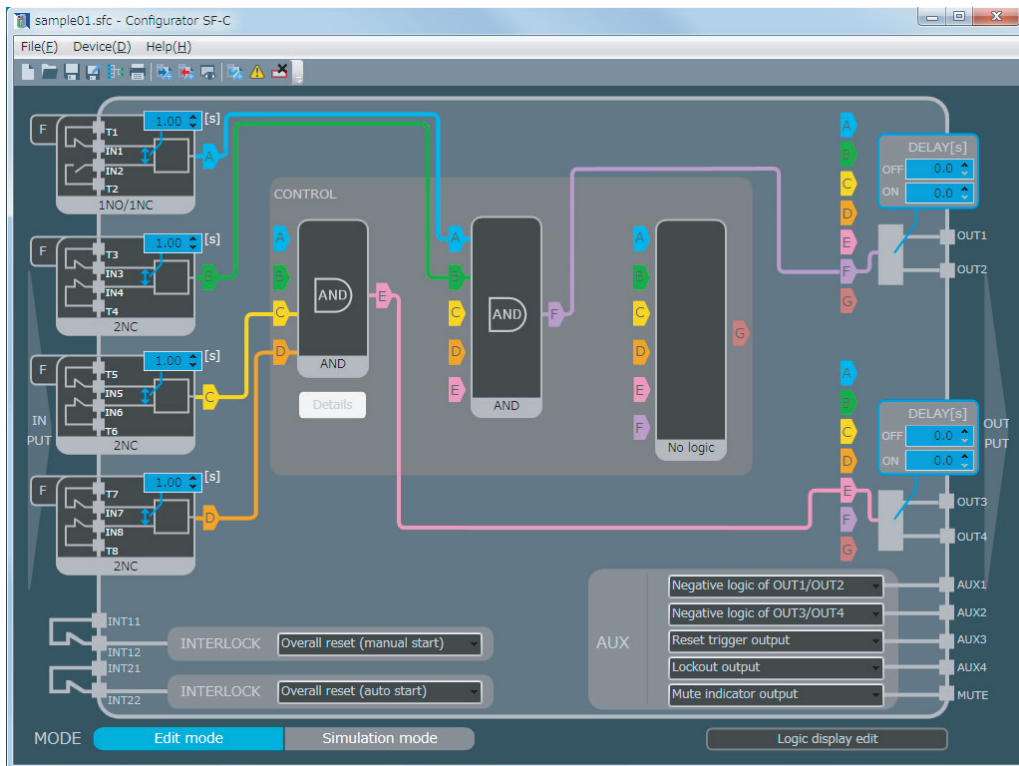 sample01.sfc - Configurator SF-C
File(F) Device(D) Help(H)
F
T1
IN1
IN2
T2
1.00 [s]
1NO/1NC
A
F
T3
IN3
IN4
T4
1.00 [s]
2NC
B
F
T5
IN5
IN6
T6
1.00 [s]
2NC
C
F
T7
IN7
IN8
T8
1.00 [s]
2NC
D
IN
PUT
CONTROL
A
B
C
D
AND
AND
E
Details
A
B
C
D
E
AND
AND
F
A
B
C
D
E
F
No logic
G
A
B
C
D
E
F
G
DELAY[s]
OFF 0.0
ON 0.0
OUT1
OUT2
A
B
C
D
E
F
G
DELAY[s]
OFF 0.0
ON 0.0
OUT3
OUT4
OUT
PUT
INT11
INT12
INT21
INT22
INTERLOCK Overall reset (manual start)
INTERLOCK Overall reset (auto start)
AUX
Negative logic of OUT1/OUT2 AUX1
Negative logic of OUT3/OUT4 AUX2
Reset trigger output AUX3
Lockout output AUX4
Mute indicator output MUTE
MODE Edit mode Simulation mode Logic display edit